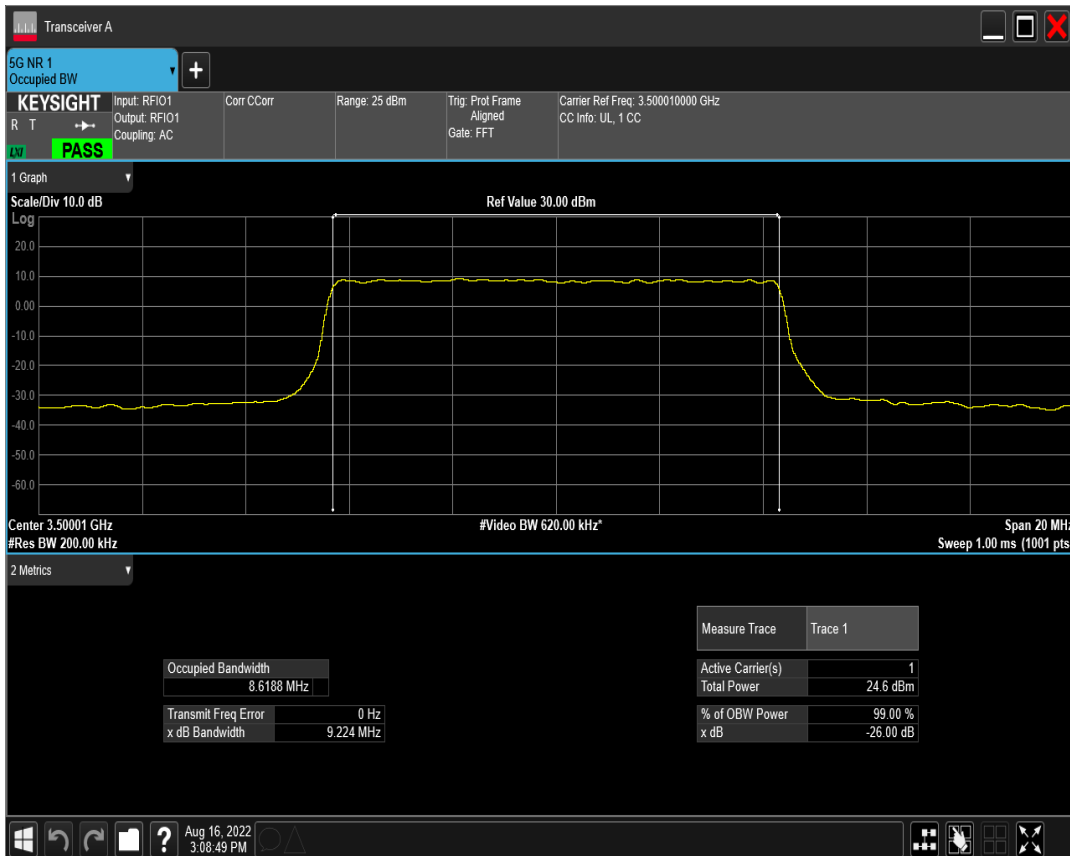 Transceiver A
5G NR 1
Occupied BW
KEYSIGHT
R T
LXI
PASS
Input: RFIO1
Output: RFIO1
Coupling: AC
Corr CCorr
Range: 25 dBm
Trig: Prot Frame
Aligned
Gate: FFT
Carrier Ref Freq: 3.500010000 GHz
CC Info: UL, 1 CC
1 Graph
Scale/Div 10.0 dB
Ref Value 30.00 dBm
Log
20.0
10.0
0.00
-10.0
-20.0
-30.0
-40.0
-50.0
-60.0
Center 3.50001 GHz
#Video BW 620.00 kHz*
Span 20 MHz
#Res BW 200.00 kHz
Sweep 1.00 ms (1001 pts
2 Metrics
Measure Trace Trace 1
Occupied Bandwidth
8.6188 MHz
Active Carrier(s) 1
Total Power 24.6 dBm
Transmit Freq Error 0 Hz
x dB Bandwidth 9.224 MHz
% of OBW Power 99.00 %
x dB -26.00 dB
?
Aug 16, 2022
3:08:49 PM